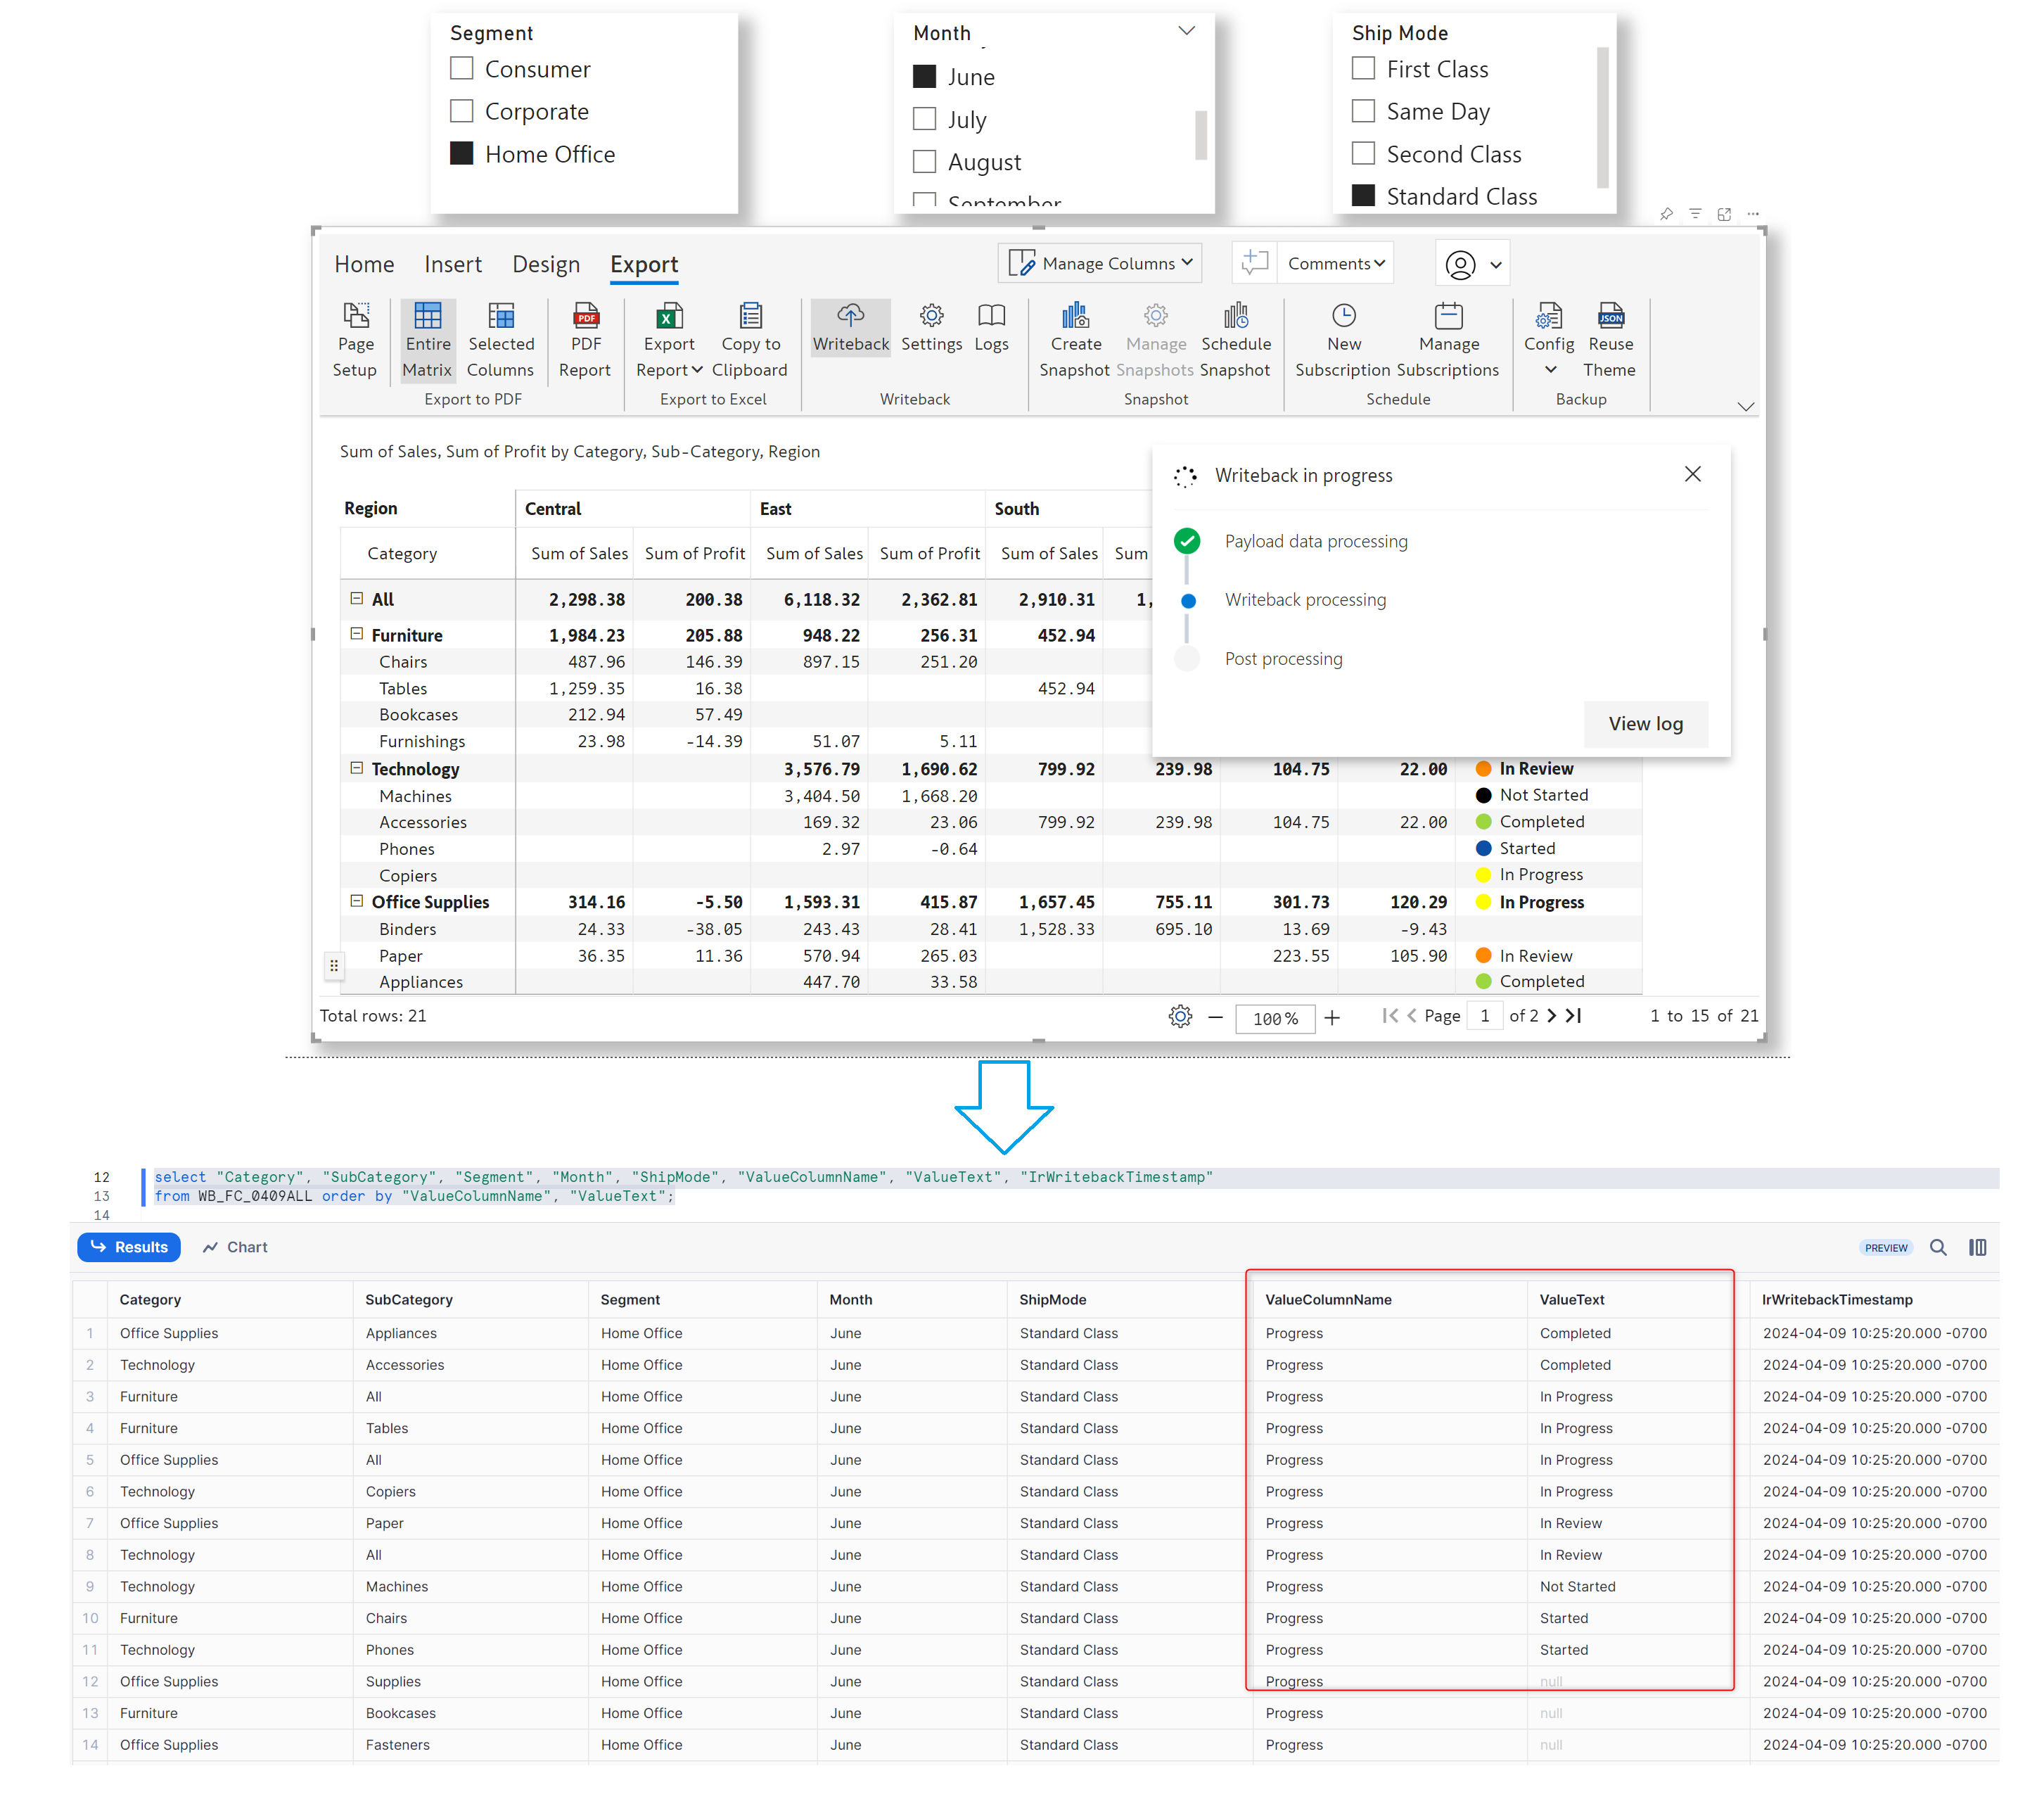 Segment
Consumer
Corporate
Home Office
Month
June
July
August
September
Ship Mode
First Class
Same Day
Second Class
Standard Class
Home Insert Design Export Manage Columns Comments
Page Setup
Entire Matrix
Selected Columns
PDF Report
Export Report
Copy to Clipboard
Writeback
Settings
Logs
Create Snapshot
Manage Snapshots
Schedule Snapshot
New Subscription
Manage Subscriptions
Config
JSON
Reuse Theme
Export to PDF Export to Excel Writeback Snapshot Schedule Backup
Sum of Sales, Sum of Profit by Category, Sub-Category, Region
Writeback in progress
Payload data processing
Writeback processing
Post processing
View log
Region Central East South
Category Sum of Sales Sum of Profit Sum of Sales Sum of Profit Sum of Sales Sum
All 2,298.38 200.38 6,118.32 2,362.81 2,910.31 1,
Furniture 1,984.23 205.88 948.22 256.31 452.94
Chairs 487.96 146.39 897.15 251.20
Tables 1,259.35 16.38 452.94
Bookcases 212.94 57.49
Furnishings 23.98 -14.39 51.07 5.11
Technology 3,576.79 1,690.62 799.92 239.98 104.75 22.00 In Review
Machines 3,404.50 1,668.20 Not Started
Accessories 169.32 23.06 799.92 239.98 104.75 22.00 Completed
Phones 2.97 -0.64 Started
Copiers In Progress
Office Supplies 314.16 -5.50 1,593.31 415.87 1,657.45 755.11 301.73 120.29 In Progress
Binders 24.33 -38.05 243.43 28.41 1,528.33 695.10 13.69 -9.43
Paper 36.35 11.36 570.94 265.03 223.55 105.90 In Review
Appliances 447.70 33.58 Completed
Total rows: 21 100% Page 1 of 2 1 to 15 of 21
12 select "Category", "SubCategory", "Segment", "Month", "ShipMode", "ValueColumnName", "ValueText", "IrWritebackTimestamp"
13 from WB_FC_0409ALL order by "ValueColumnName", "ValueText";
14
Results Chart PREVIEW
Category SubCategory Segment Month ShipMode ValueColumnName ValueText IrWritebackTimestamp
1 Office Supplies Appliances Home Office June Standard Class Progress Completed 2024-04-09 10:25:20.000 -0700
2 Technology Accessories Home Office June Standard Class Progress Completed 2024-04-09 10:25:20.000 -0700
3 Furniture All Home Office June Standard Class Progress In Progress 2024-04-09 10:25:20.000 -0700
4 Furniture Tables Home Office June Standard Class Progress In Progress 2024-04-09 10:25:20.000 -0700
5 Office Supplies All Home Office June Standard Class Progress In Progress 2024-04-09 10:25:20.000 -0700
6 Technology Copiers Home Office June Standard Class Progress In Progress 2024-04-09 10:25:20.000 -0700
7 Office Supplies Paper Home Office June Standard Class Progress In Review 2024-04-09 10:25:20.000 -0700
8 Technology All Home Office June Standard Class Progress In Review 2024-04-09 10:25:20.000 -0700
9 Technology Machines Home Office June Standard Class Progress Not Started 2024-04-09 10:25:20.000 -0700
10 Furniture Chairs Home Office June Standard Class Progress Started 2024-04-09 10:25:20.000 -0700
11 Technology Phones Home Office June Standard Class Progress Started 2024-04-09 10:25:20.000 -0700
12 Office Supplies Supplies Home Office June Standard Class Progress null 2024-04-09 10:25:20.000 -0700
13 Furniture Bookcases Home Office June Standard Class Progress null 2024-04-09 10:25:20.000 -0700
14 Office Supplies Fasteners Home Office June Standard Class Progress null 2024-04-09 10:25:20.000 -0700